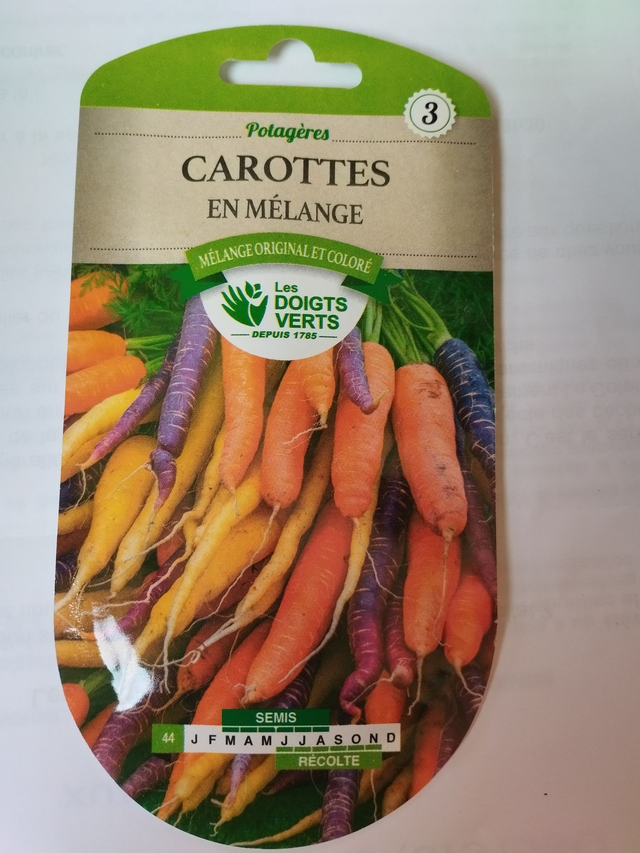 3
Potagères
CAROTTES
EN MÉLANGE
MÉLANGE ORIGINAL ET COLORÉ
Les
DOIGTS
VERTS
DEPUIS 1785
SEMIS
44 J F M A M J J A S O N D
RÉCOLTE